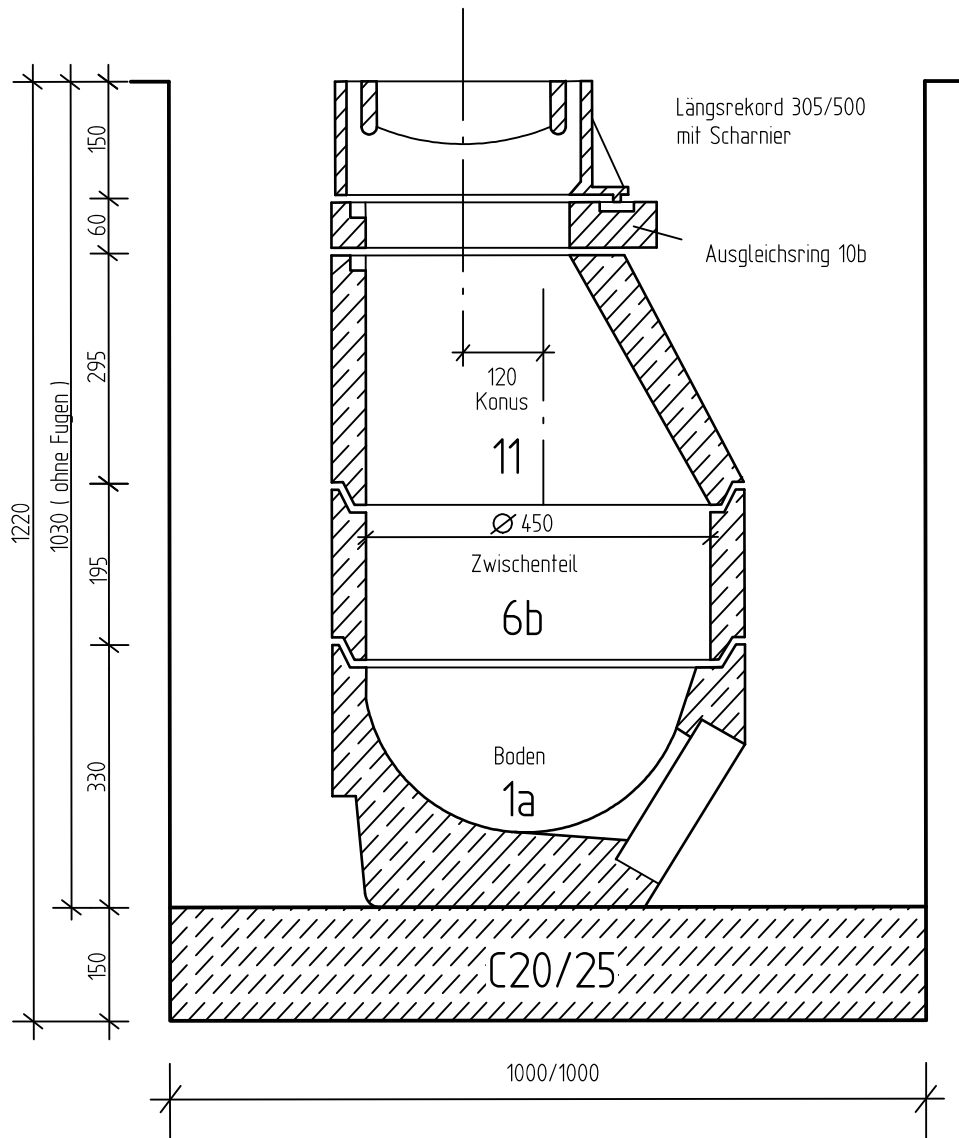 Längsrekord 305/500
mit Scharnier
150
60
Ausgleichsring 10b
295
120
Konus
11
1030 ( ohne Fugen )
1220
Ø 450
195
Zwischenteil
6b
330
Boden
1a
150
C20/25
1000/1000